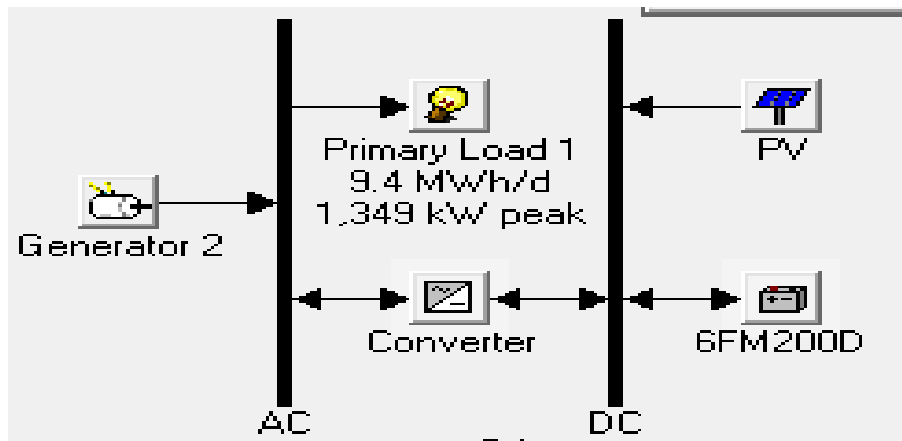 Primary Load 1
9.4 MWh/d
1,349 kW peak
PV
Generator 2
Converter
6FM200D
AC
DC